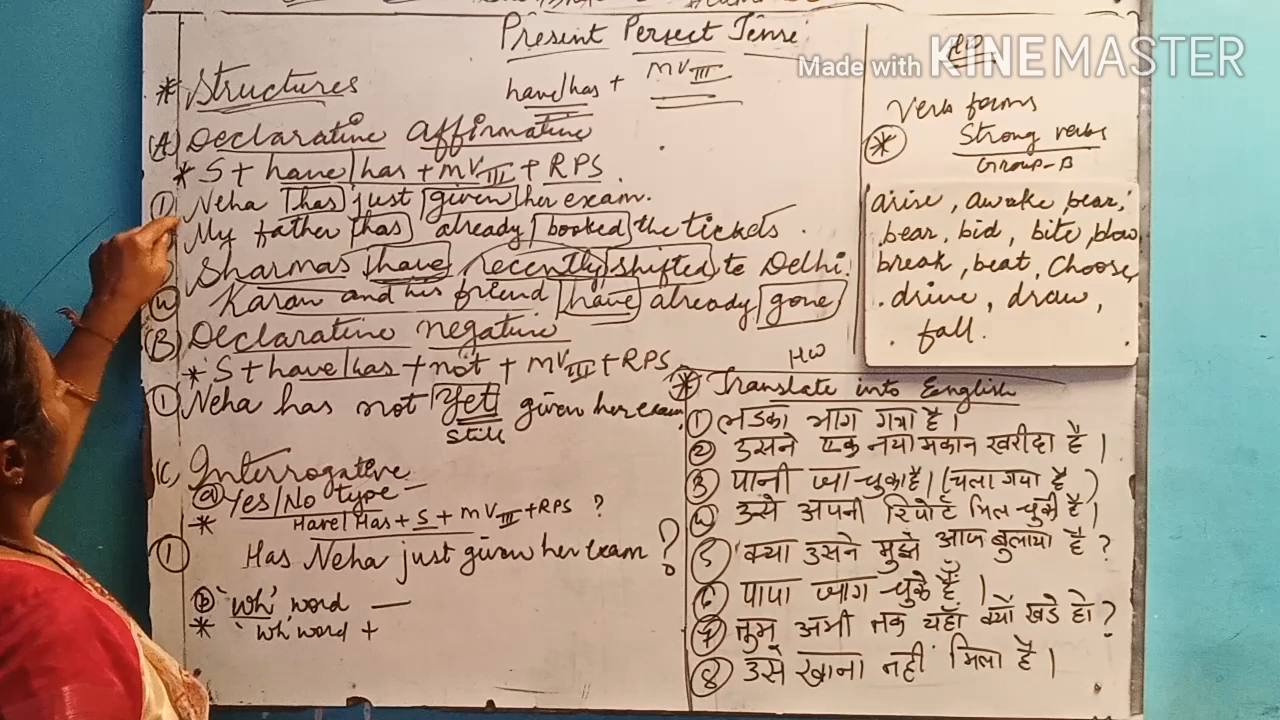 Present Perfect Tense
have/has + MV III
* Structures
(A) Declarative affirmative
* S + have/has + MV III + RPS
① Neha has just given her exam.
My father has already booked the tickets.
Sharmas have recently shifted to Delhi.
④ Karan and his friend have already gone
(B) Declarative negative
* S + have/has + not + MV III + RPS
① Neha has not Yet given her exam.
still
(C Interrogative
ⓐ Yes/No type —
* Have/Has + S + MV III + RPS ?
① Has Neha just given her exam ?
ⓑ 'Wh' word —
* 'Wh' word +
Made with KINEMASTER
Verb forms
* Strong verbs
Group-B
arise, awake, bear,
bear, bid, bite, blow
break, beat, Choose,
drive, draw,
fall.
HW
* Translate into English
① लडका भाग गया है।
② उसने एक नया मकान खरीदा है।
③ पानी जा चुका है। (चला गया है)
④ उसे अपनी रिपोर्ट मिल चुकी है।
⑤ क्या उसने मुझे आज बुलाया है ?
⑥ पापा जाग चुके हैं।
⑦ तुम अभी तक यहाँ क्यों खडे हो?
⑧ उसे खाना नहीं मिला है।